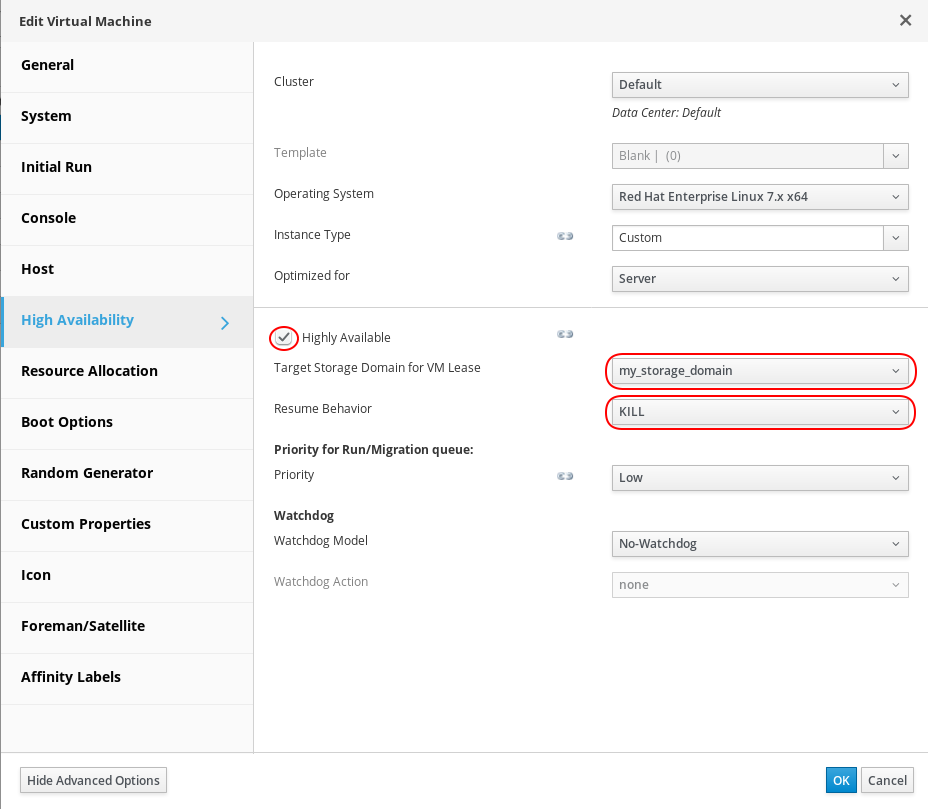 Edit Virtual Machine
General
System
Initial Run
Console
Host
High Availability
Resource Allocation
Boot Options
Random Generator
Custom Properties
Icon
Foreman/Satellite
Affinity Labels
Cluster
Default
Data Center: Default
Template
Blank | (0)
Operating System
Red Hat Enterprise Linux 7.x x64
Instance Type
Custom
Optimized for
Server
Highly Available
Target Storage Domain for VM Lease
my_storage_domain
Resume Behavior
KILL
Priority for Run/Migration queue:
Priority
Low
Watchdog
Watchdog Model
No-Watchdog
Watchdog Action
none
Hide Advanced Options
OK
Cancel